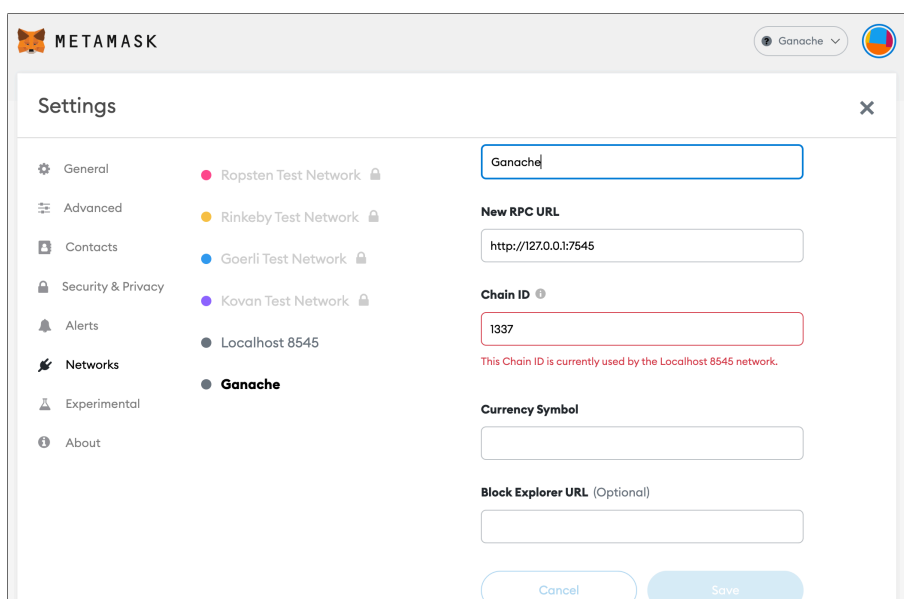 METAMASK
Ganache
Settings
General
Advanced
Contacts
Security & Privacy
Alerts
Networks
Experimental
About
Ropsten Test Network
Rinkeby Test Network
Goerli Test Network
Kovan Test Network
Localhost 8545
Ganache
Ganache
New RPC URL
http://127.0.0.1:7545
Chain ID
1337
This Chain ID is currently used by the Localhost 8545 network.
Currency Symbol
Block Explorer URL (Optional)
Cancel
Save